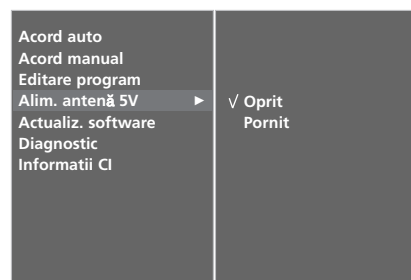 Acord auto
Acord manual
Editare program
Alim. antenă 5V ►
Actualiz. software
Diagnostic
Informatii CI
√ Oprit
Pornit